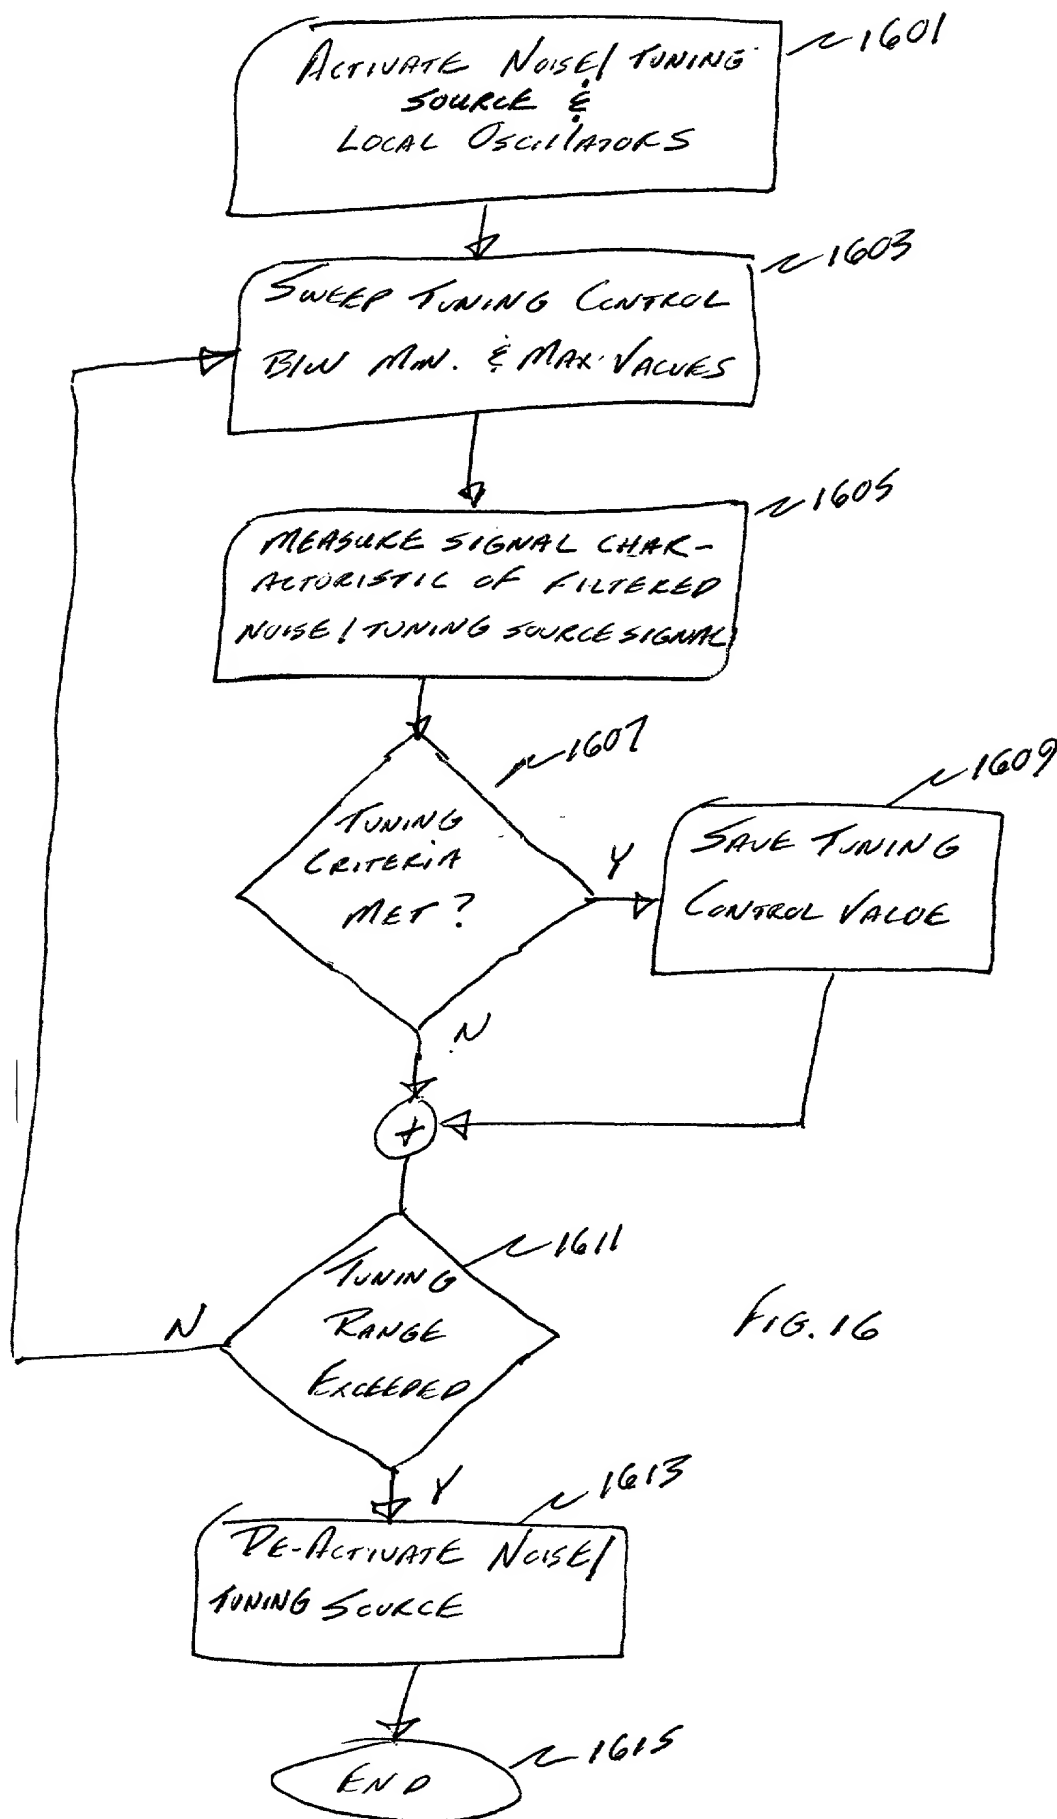 1601
ACTIVATE NOISE/TUNING
SOURCE &
LOCAL OSCILLATORS
1603
SWEEP TUNING CONTROL
B/W MIN. & MAX. VALUES
1605
MEASURE SIGNAL CHAR-
ACTORISTIC OF FILTERED
NOISE/TUNING SOURCE SIGNAL
1607
TUNING
CRITERIA
MET?
Y
1609
SAVE TUNING
CONTROL VALUE
N
+
1611
TUNING
RANGE
EXCEEDED
N
FIG. 16
Y
1613
DE-ACTIVATE NOISE/
TUNING SOURCE
1615
END